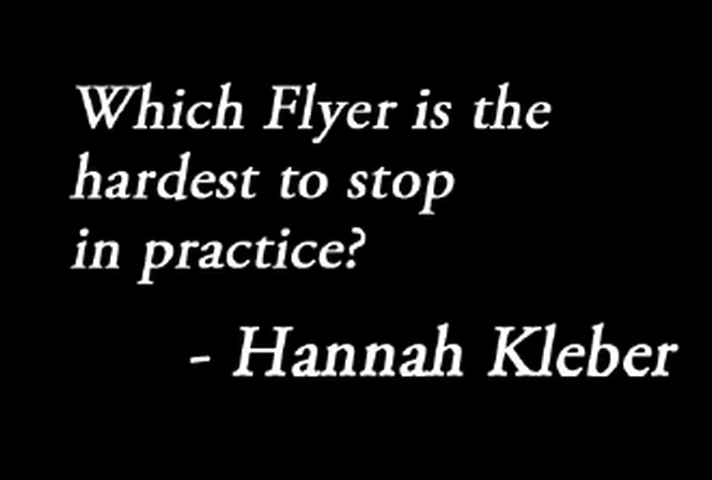 Which Flyer is the
hardest to stop
in practice?
- Hannah Kleber